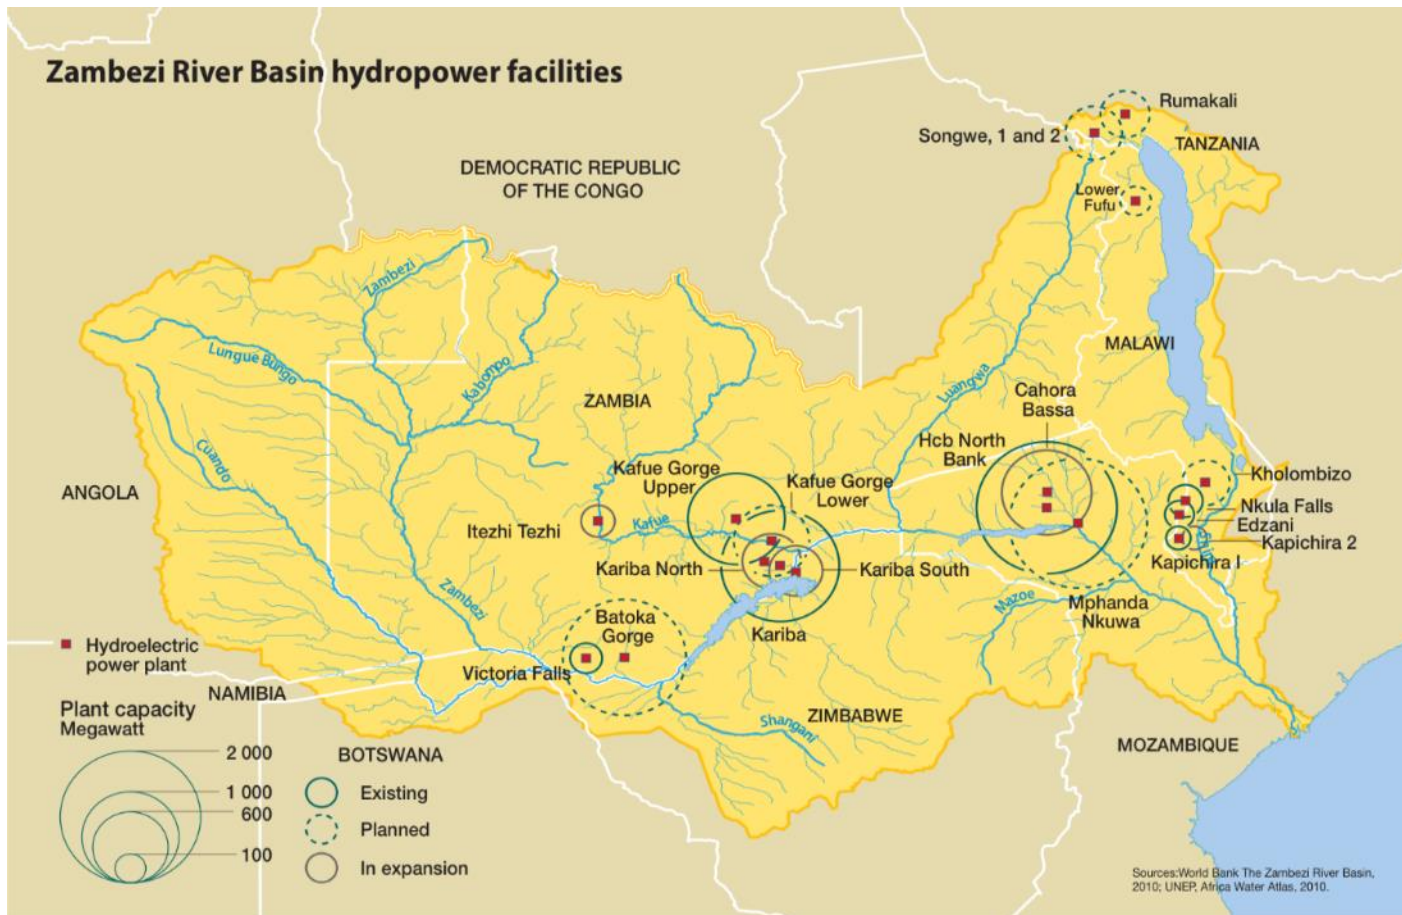 Zambezi River Basin hydropower facilities
Rumakali
Songwe, 1 and 2
TANZANIA
DEMOCRATIC REPUBLIC
OF THE CONGO
Lower
Fufu
Zambezi
Lungue Bungo
Kabompo
MALAWI
Luangwa
Cahora
Bassa
ZAMBIA
Cuando
Hcb North
Bank
Kafue Gorge
Upper
Kafue Gorge
Lower
Kholombizo
ANGOLA
Itezhi Tezhi
Kafue
Nkula Falls
Edzani
Kapichira 2
Kapichira I
Kariba North
Kariba South
Zambezi
Mazoe
Mphanda
Nkuwa
Batoka
Gorge
Kariba
Hydroelectric
power plant
Victoria Falls
NAMIBIA
Shangani
ZIMBABWE
MOZAMBIQUE
Plant capacity
Megawatt
2 000
1 000
600
100
BOTSWANA
Existing
Planned
In expansion
Sources:World Bank The Zambezi River Basin,
2010; UNEP, Africa Water Atlas, 2010.